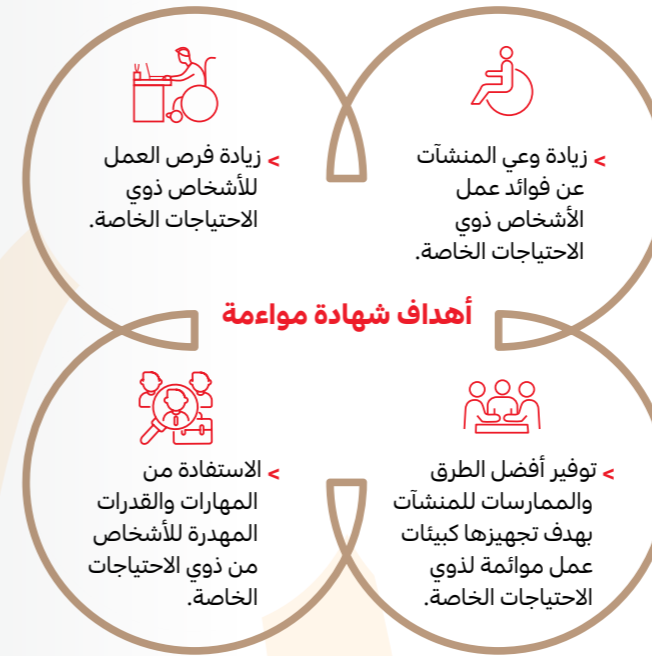 > زيادة وعي المنشآت
عن فوائد عمل
الأشخاص ذوي
الاحتياجات الخاصة.
> زيادة فرص العمل
للأشخاص ذوي
الاحتياجات الخاصة.
أهداف شهادة مواءمة
> توفير أفضل الطرق
والممارسات للمنشآت
بهدف تجهيزها كبيئات
عمل موائمة لذوي
الاحتياجات الخاصة.
> الاستفادة من
المهارات والقدرات
المهدرة للأشخاص
من ذوي الاحتياجات
الخاصة.